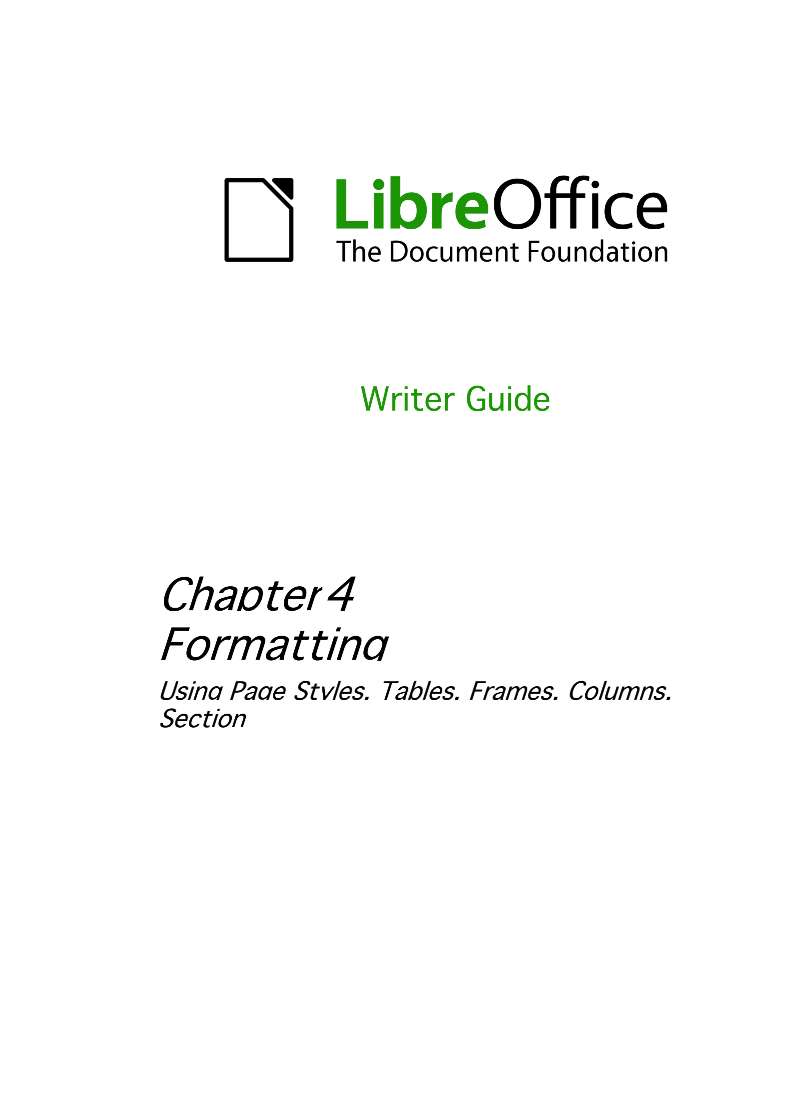 LibreOffice
The Document Foundation
Writer Guide
Chapter 4
Formatting
Using Page Styles, Tables, Frames, Columns,
Section